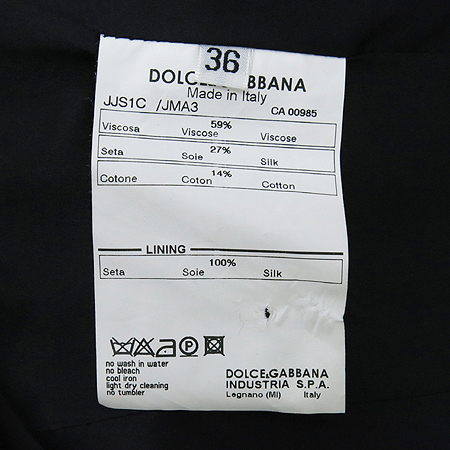 36
DOLCE&GABBANA
Made in Italy
JJS1C /JMA3 CA 00985
59%
Viscosa Viscose Viscose
27%
Seta Soie Silk
14%
Cotone Coton Cotton
LINING
100%
Seta Soie Silk
no wash in water
no bleach
cool iron
light dry cleaning
no tumbler
DOLCE&GABBANA
INDUSTRIA S.P.A.
Legnano (MI) Italy